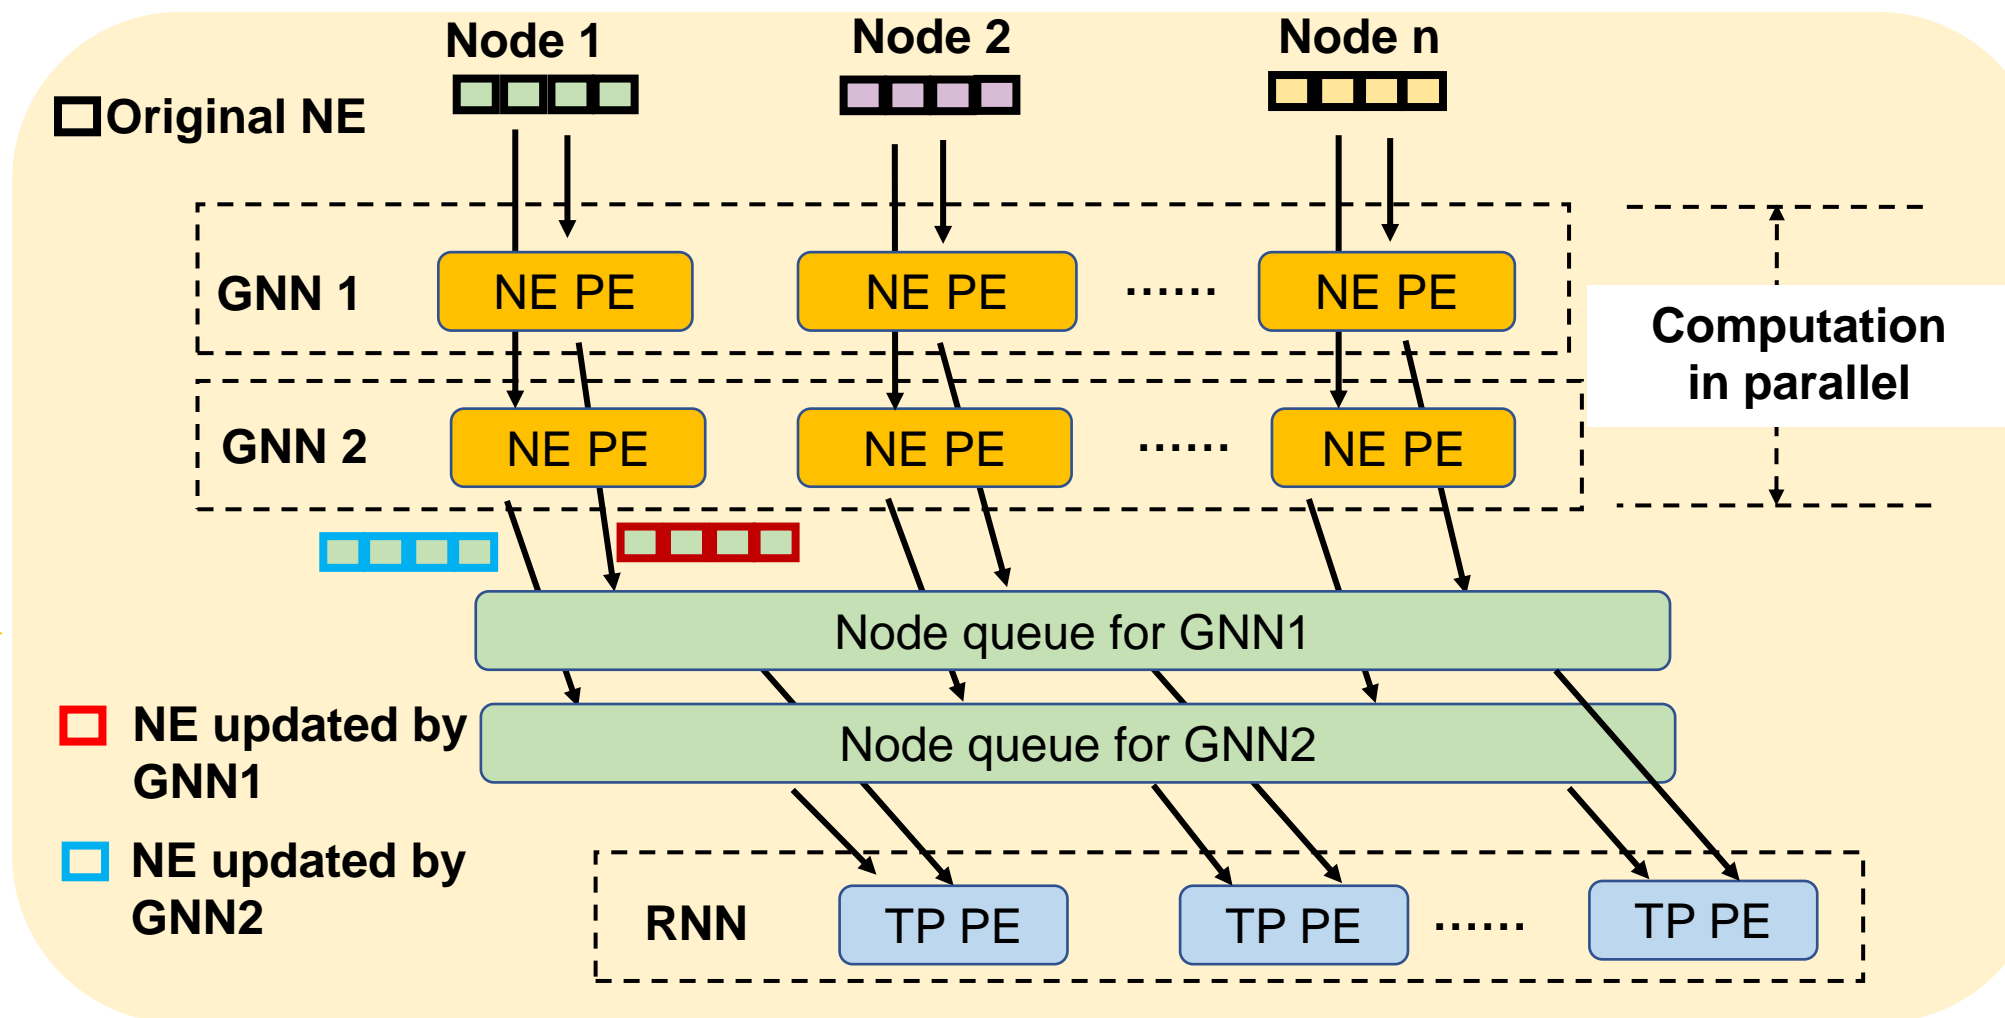 Node 1
Node 2
Node n
Original NE
GNN 1
NE PE
NE PE
......
NE PE
Computation
in parallel
GNN 2
NE PE
NE PE
......
NE PE
Node queue for GNN1
NE updated by
GNN1
Node queue for GNN2
NE updated by
GNN2
RNN
TP PE
TP PE
......
TP PE